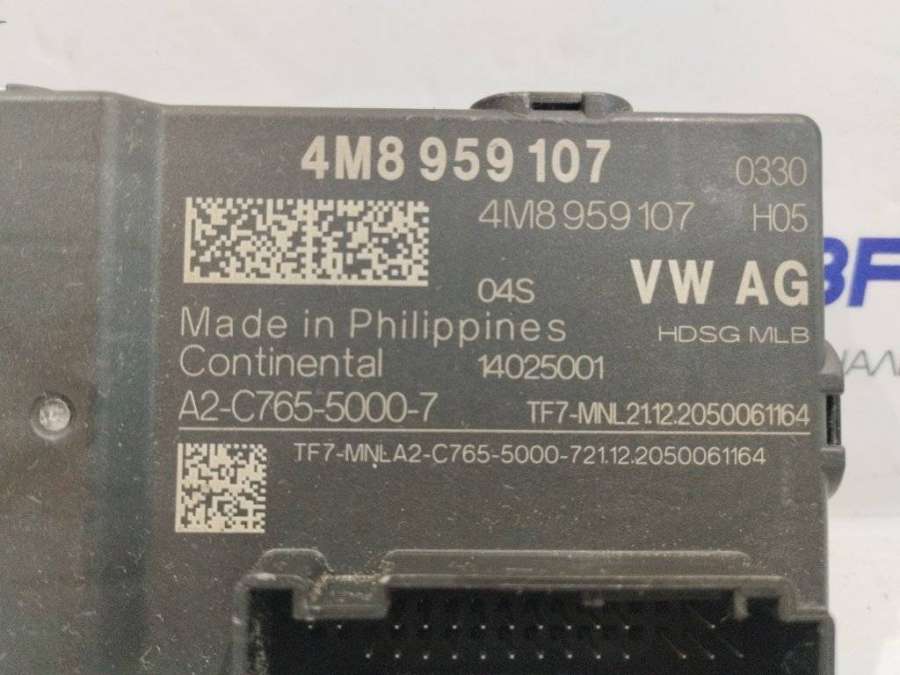 4M8 959 107
0330
4M8 959 107 H05
04S VW AG
Made in Philippines HDSG MLB
Continental 14025001
A2-C765-5000-7 TF7-MNL21.12.2050061164
TF7-MNLA2-C765-5000-721.12.2050061164
BF